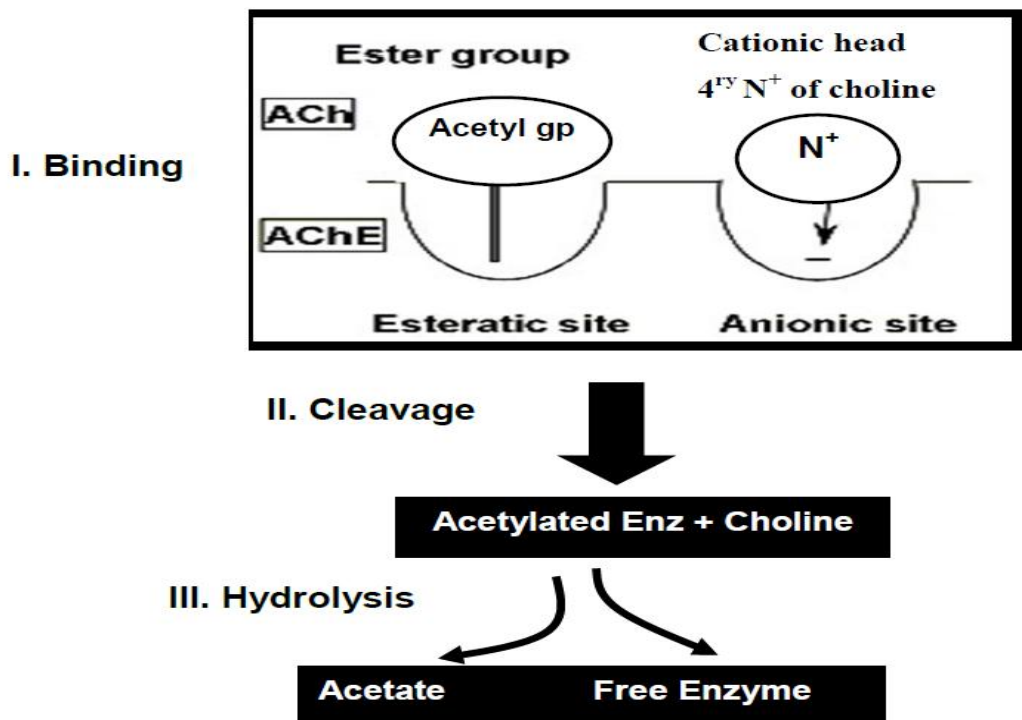 Ester group
Cationic head
4ʳʸ N⁺ of choline
ACh
Acetyl gp
N⁺
I. Binding
AChE
–
Esteratic site
Anionic site
II. Cleavage
Acetylated Enz + Choline
III. Hydrolysis
Acetate
Free Enzyme